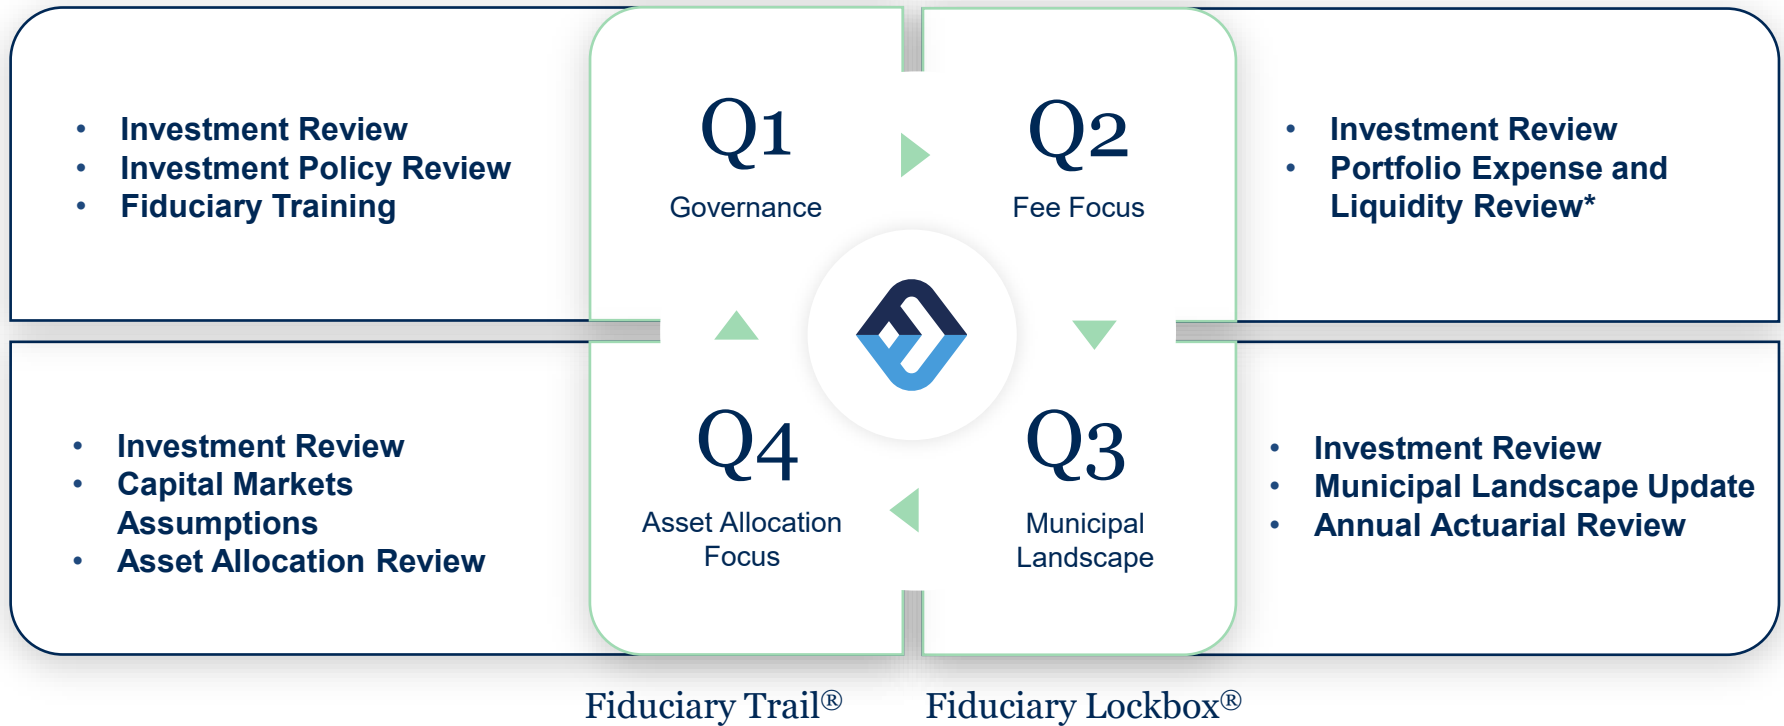 • Investment Review
• Investment Policy Review
• Fiduciary Training
Q1
Governance
Q2
Fee Focus
• Investment Review
• Portfolio Expense and
Liquidity Review*
• Investment Review
• Capital Markets
Assumptions
• Asset Allocation Review
Q4
Asset Allocation
Focus
Q3
Municipal
Landscape
• Investment Review
• Municipal Landscape Update
• Annual Actuarial Review
Fiduciary Trail®
Fiduciary Lockbox®